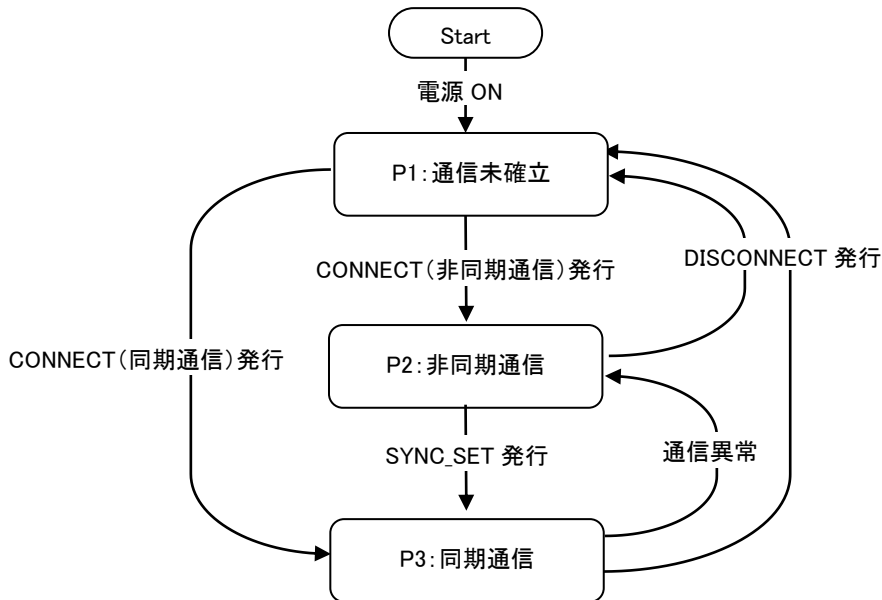 Start
電源 ON
P1:通信未確立
DISCONNECT 発行
CONNECT(非同期通信)発行
CONNECT(同期通信)発行
P2:非同期通信
SYNC_SET 発行
通信異常
P3:同期通信